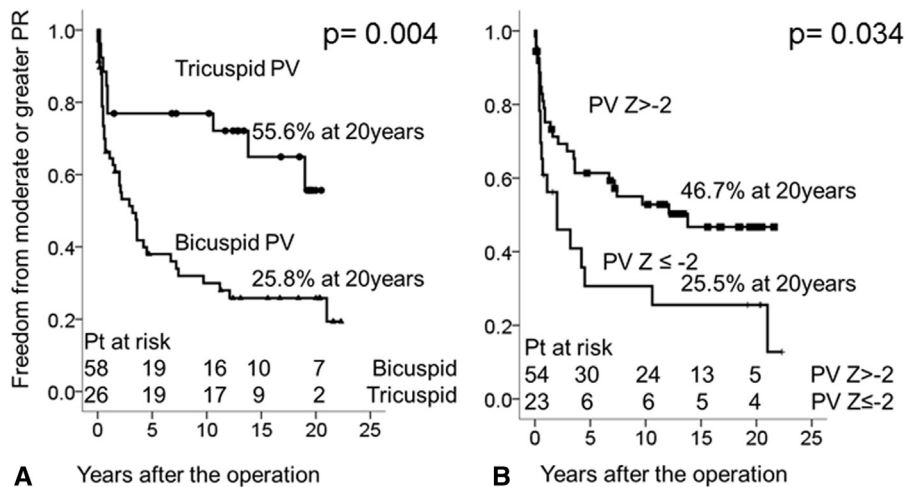 Freedom from moderate or greater PR
1.0
0.8
0.6
0.4
0.2
0.0
p= 0.004
Tricuspid PV
55.6% at 20years
Bicuspid PV
25.8% at 20years
Pt at risk
58 19 16 10 7 Bicuspid
26 19 17 9 2 Tricuspid
0 5 10 15 20 25
A Years after the operation
1.0
0.8
0.6
0.4
0.2
0.0
p= 0.034
PV Z>-2
46.7% at 20years
PV Z ≤ -2
25.5% at 20years
Pt at risk
54 30 24 13 5 PV Z>-2
23 6 6 5 4 PV Z≤-2
0 5 10 15 20 25
B Years after the operation